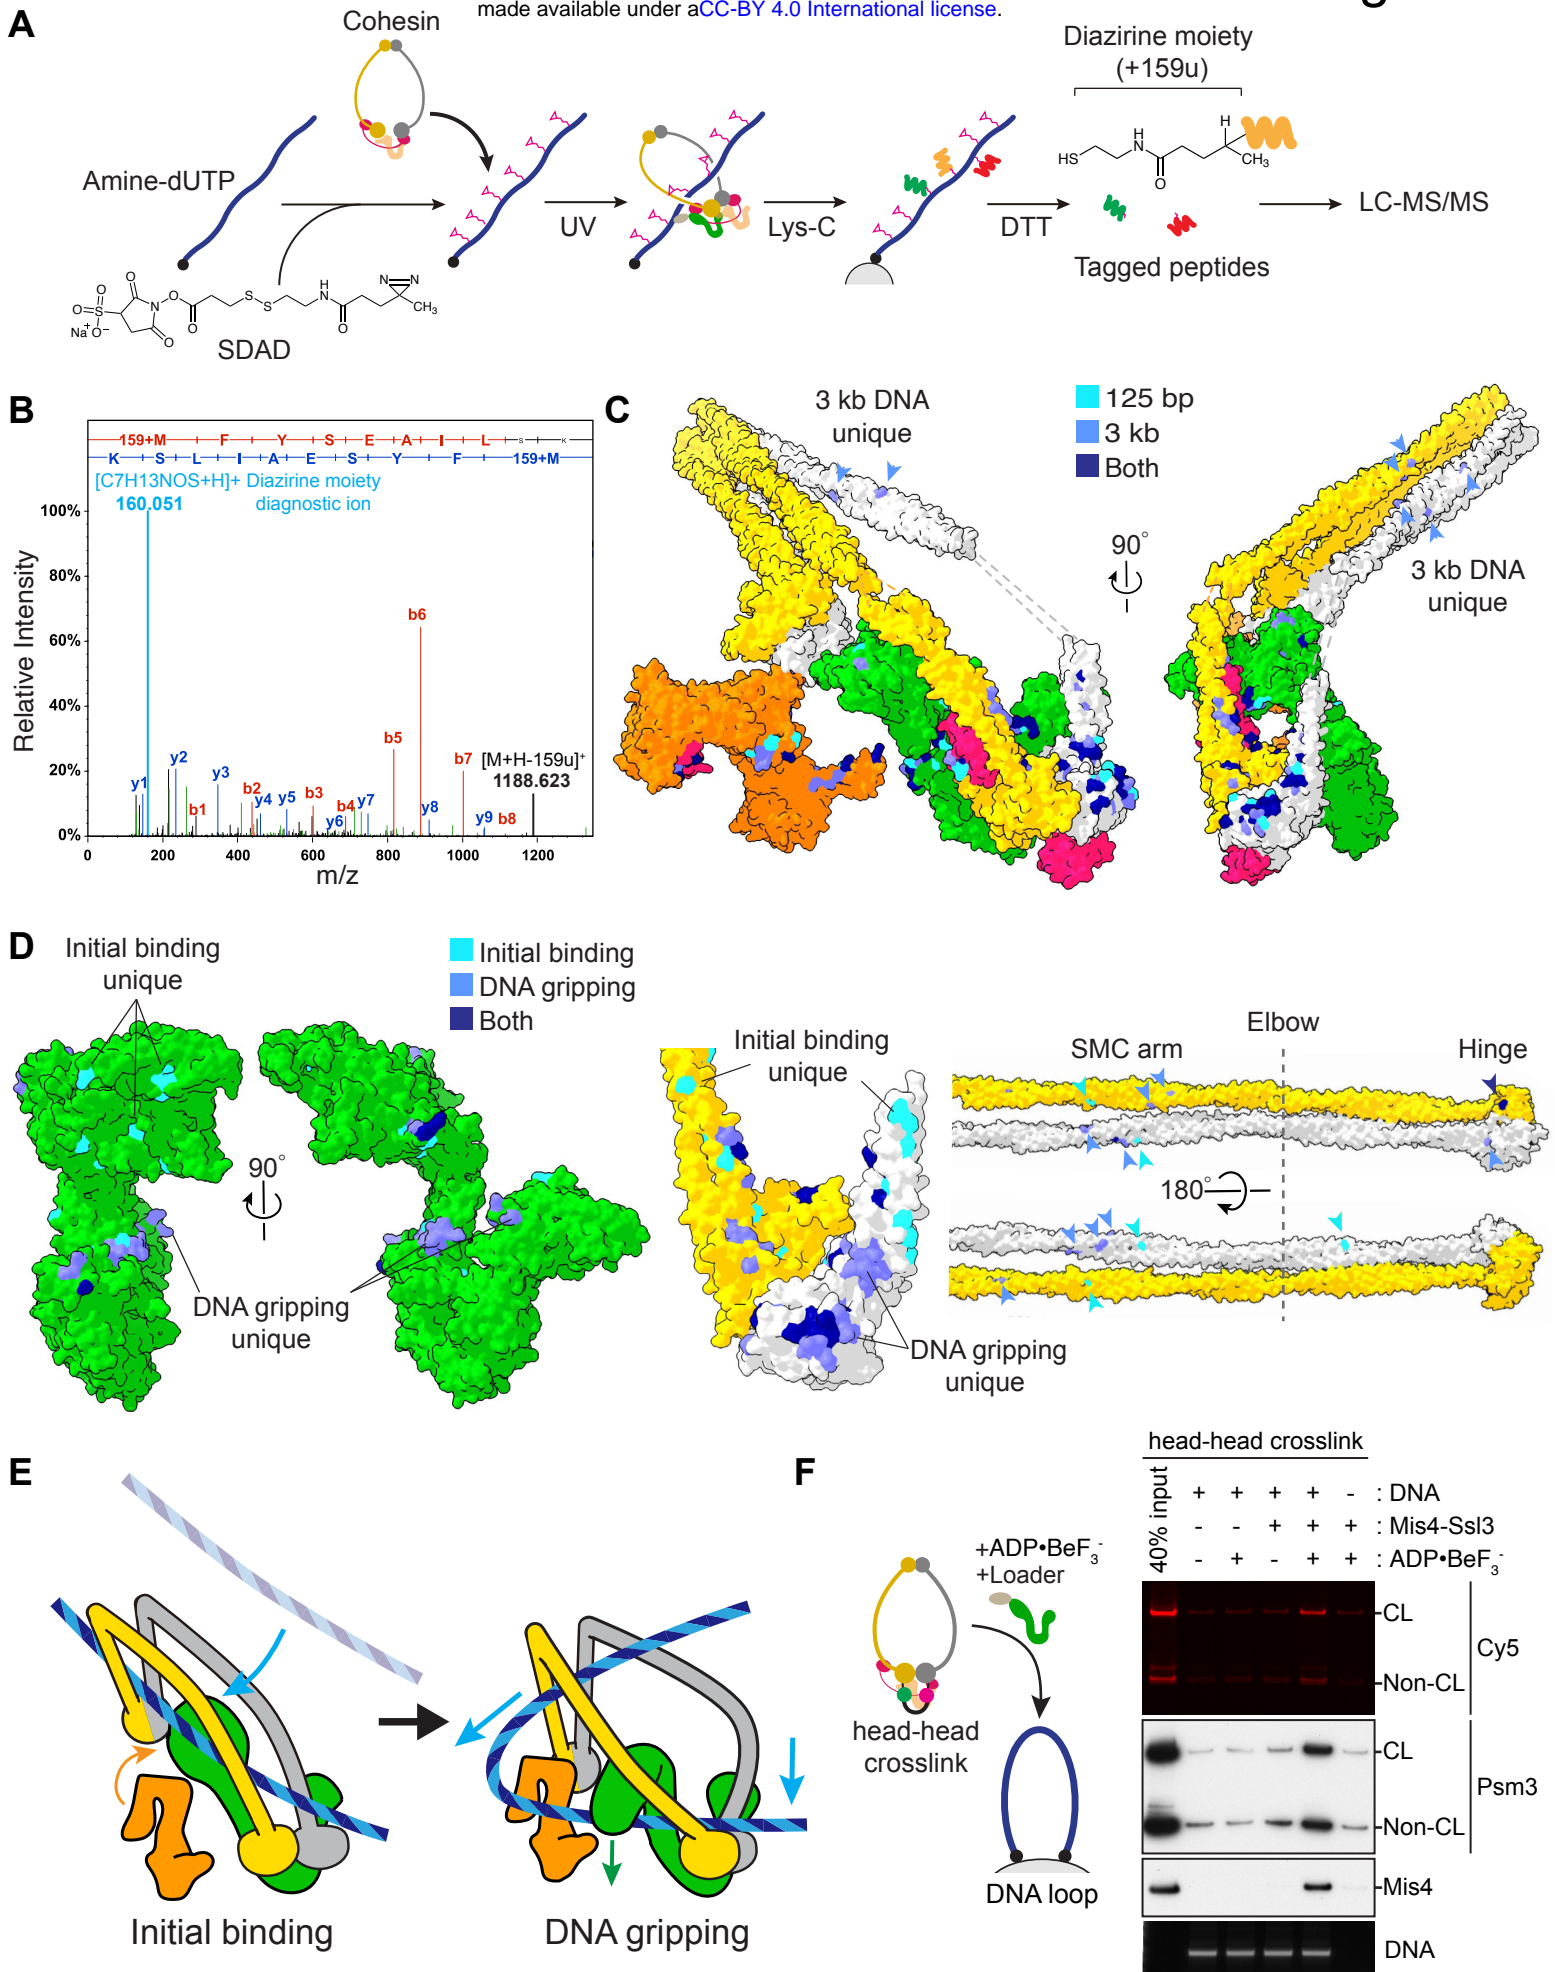 made available under aCC-BY 4.0 International license.
A
Cohesin
Diazirine moiety
(+159u)
Amine-dUTP
UV
Lys-C
DTT
LC-MS/MS
HS
H
N
O
H
CH3
Tagged peptides
O
O
S
O
Na+
O-
O
N
O
O
O
S
S
H
N
O
N
N
CH3
SDAD
B
159+M F Y S E A I L S K
K S L I A E S Y F 159+M
[C7H13NOS+H]+ Diazirine moiety
160.051 diagnostic ion
Relative Intensity
100%
80%
60%
40%
20%
0%
b6
b5
b7
[M+H-159u]+
1188.623
y1
y2
y3
b1
b2
y4
y5
b3
y6
b4
y7
y8
y9
b8
0 200 400 600 800 1000 1200
m/z
C
3 kb DNA
unique
125 bp
3 kb
Both
90°
3 kb DNA
unique
D
Initial binding
unique
Initial binding
DNA gripping
Both
90°
DNA gripping
unique
Initial binding
unique
DNA gripping
unique
SMC arm
Elbow
Hinge
180°
E
Initial binding
DNA gripping
F
+ADP•BeF3-
+Loader
head-head
crosslink
DNA loop
head-head crosslink
40% input
+ + + + - : DNA
- - + + + : Mis4-Ssl3
- + - + + : ADP•BeF3-
CL
Non-CL
Cy5
CL
Non-CL
Psm3
Mis4
DNA